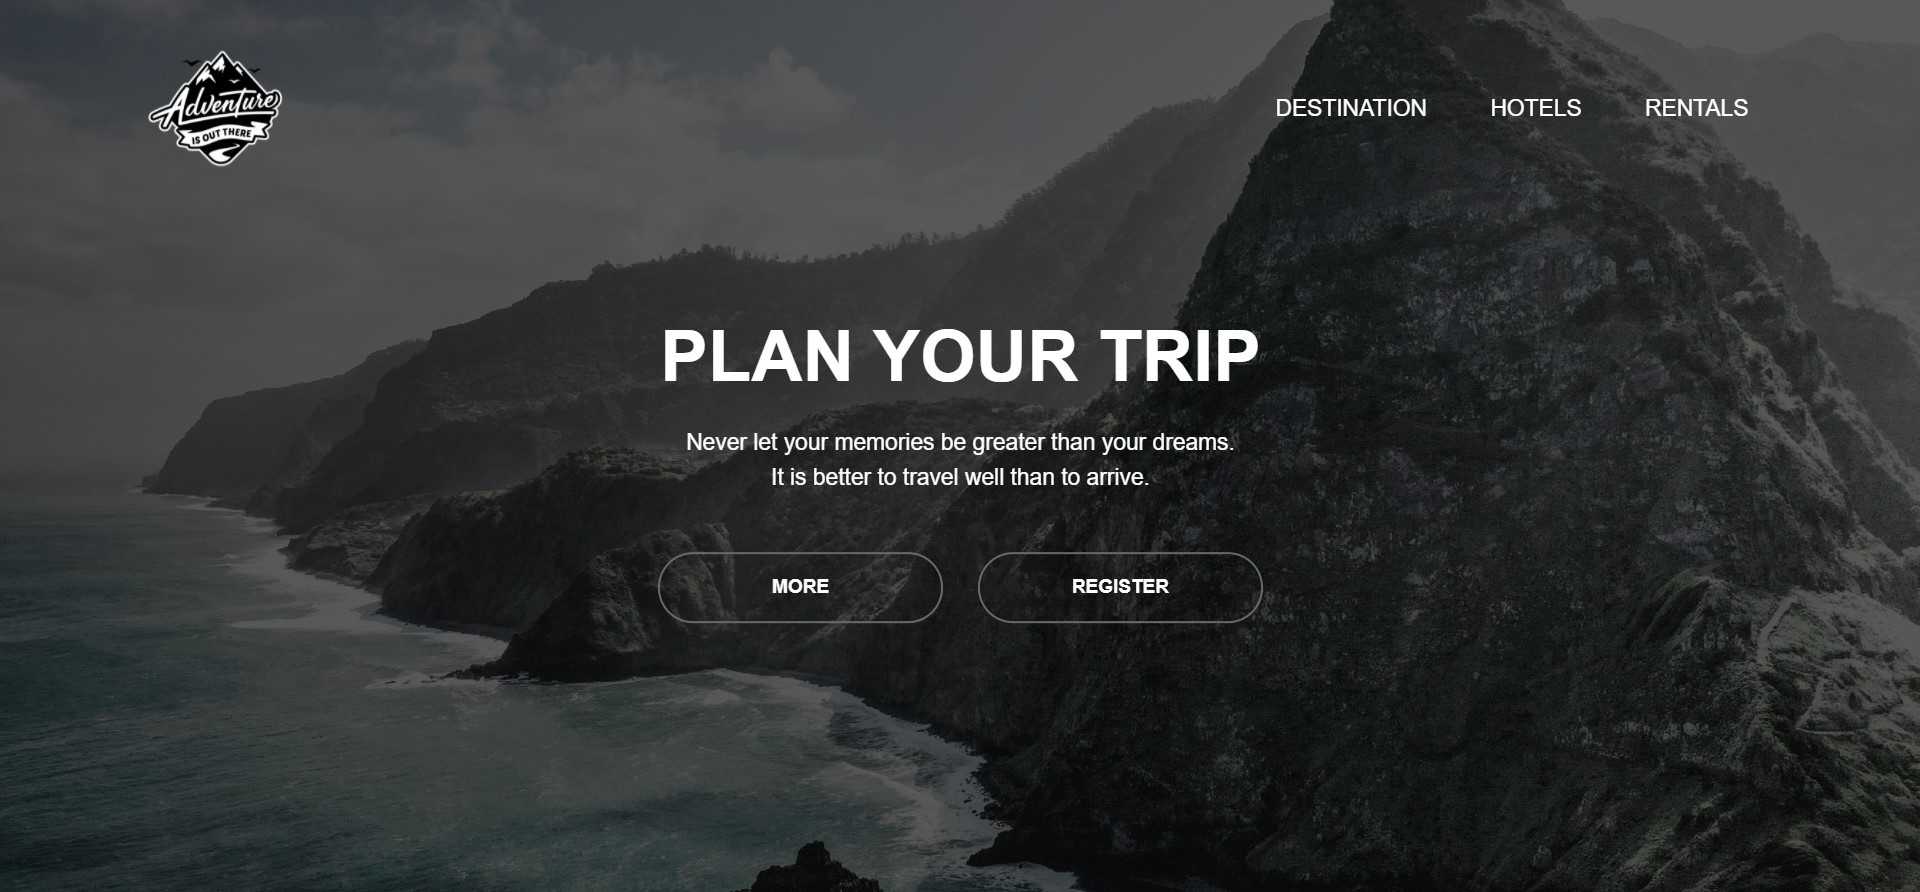 Adventure
IS OUT THERE
DESTINATION HOTELS RENTALS
PLAN YOUR TRIP
Never let your memories be greater than your dreams.
It is better to travel well than to arrive.
MORE REGISTER